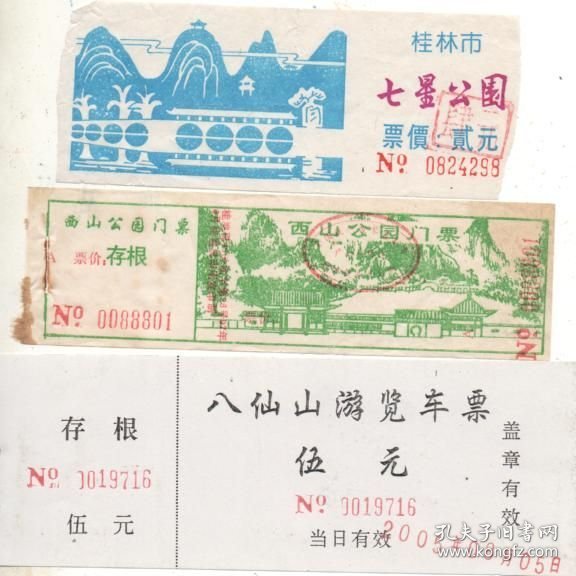 桂林市
七星公園
票價·貳元
No 0824298
西山公园门票
A 票价:存根
No 0088801
西山公园门票
存根
No 0019716
伍元
八仙山游览车票
伍元
No 0019716
当日有效
盖章有效
孔夫子旧书网
www.kongfz.com